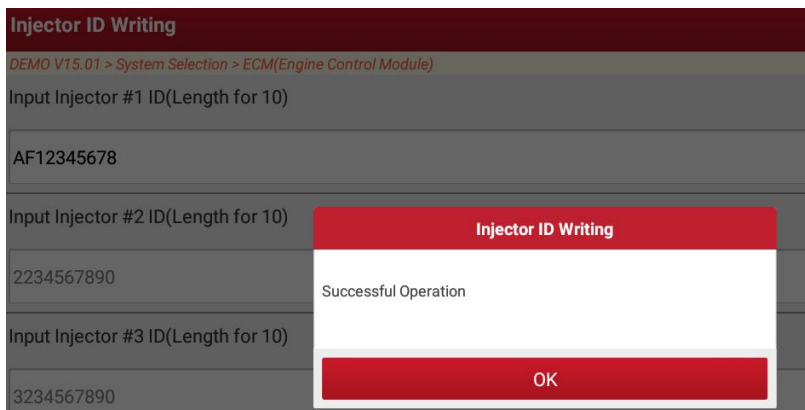 Injector ID Writing
DEMO V15.01 > System Selection > ECM(Engine Control Module)
Input Injector #1 ID(Length for 10)
AF12345678
Input Injector #2 ID(Length for 10)
2234567890
Input Injector #3 ID(Length for 10)
3234567890
Injector ID Writing
Successful Operation
OK